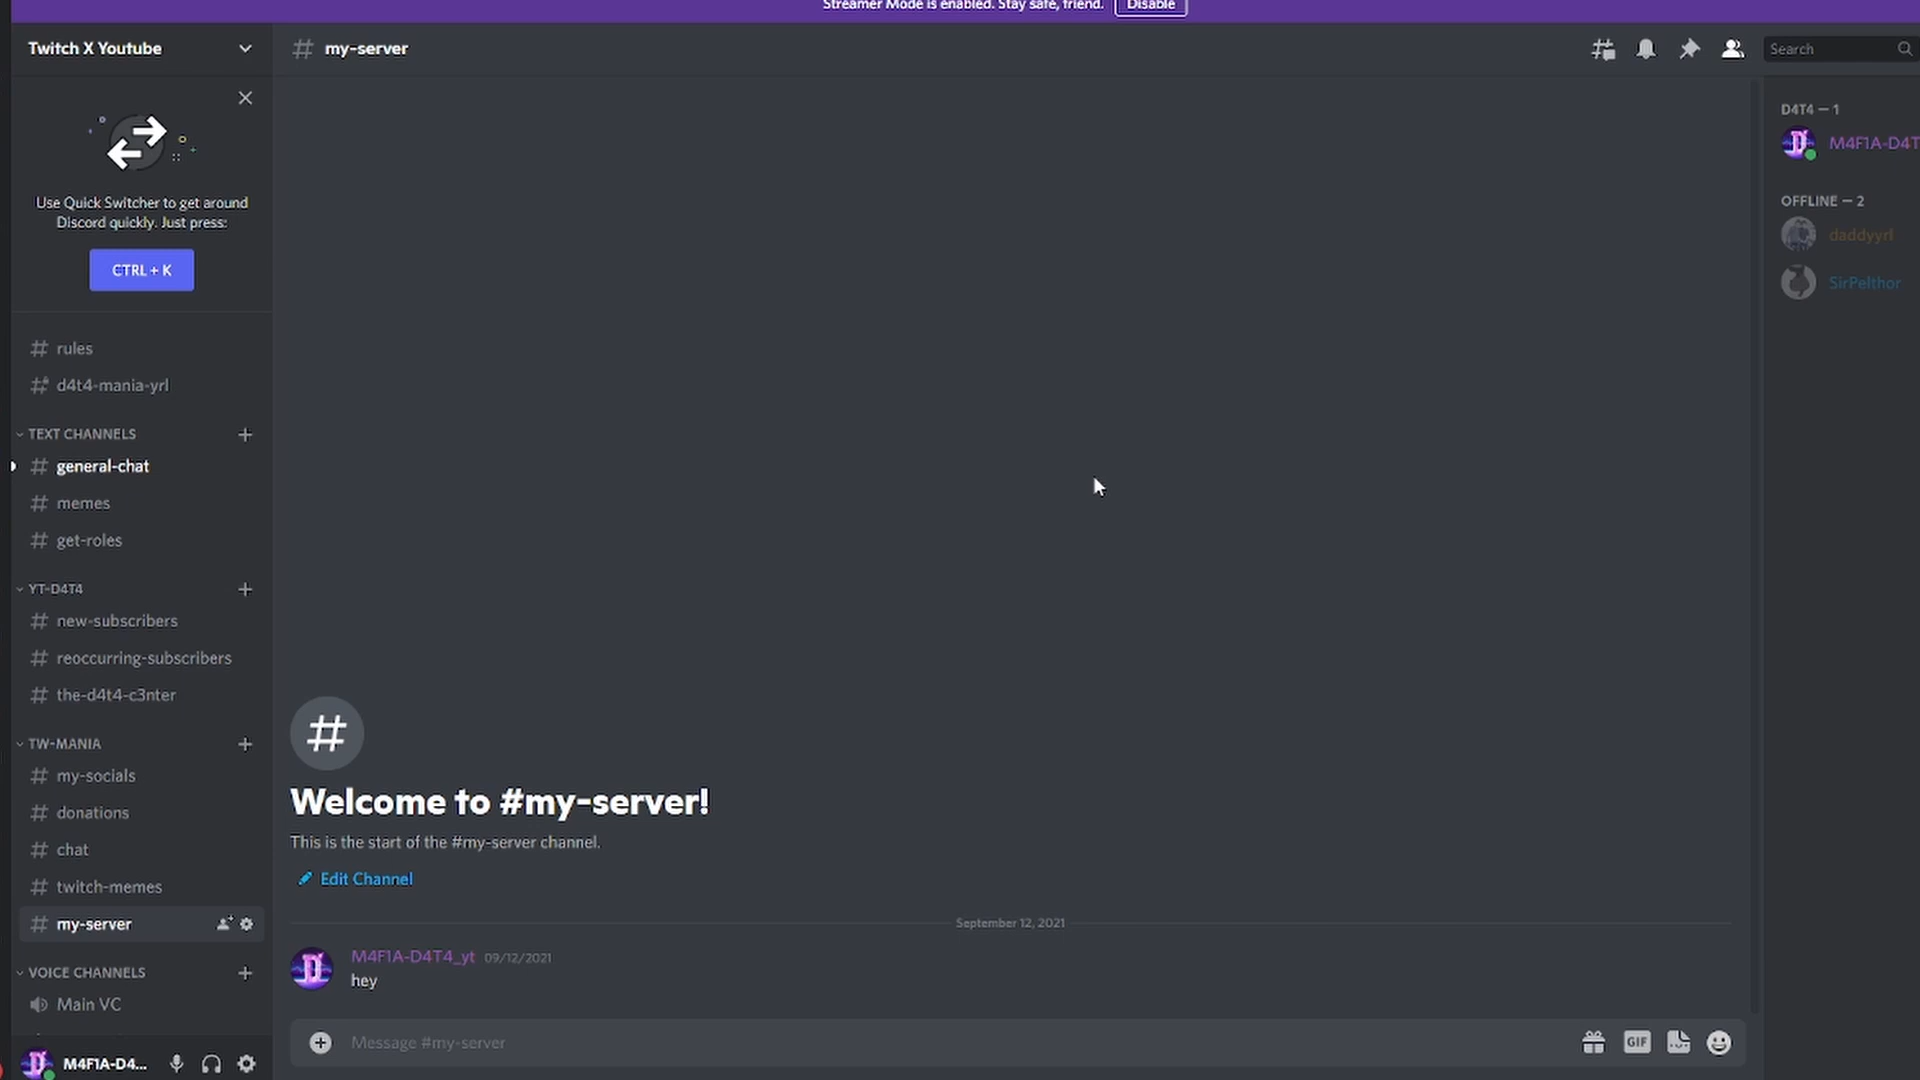 Streamer Mode is enabled. Stay safe, friend.
Disable
Twitch X Youtube
my-server
Search
Use Quick Switcher to get around
Discord quickly. Just press:
CTRL + K
rules
d4t4-mania-yrl
TEXT CHANNELS
general-chat
memes
get-roles
YT-D4T4
new-subscribers
reoccurring-subscribers
the-d4t4-c3nter
TW-MANIA
my-socials
donations
chat
twitch-memes
my-server
VOICE CHANNELS
Main VC
M4F1A-D4...
Welcome to #my-server!
This is the start of the #my-server channel.
Edit Channel
September 12, 2021
M4F1A-D4T4_yt 09/12/2021
hey
Message #my-server
GIF
D4T4 — 1
M4F1A-D4T
OFFLINE — 2
daddyyrl
SirPelthor